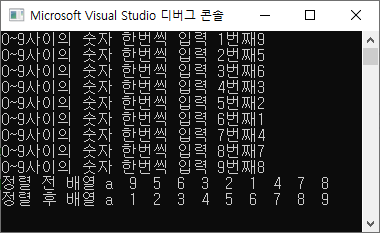 Microsoft Visual Studio 디버그 콘솔
0~9사이의 숫자 한번씩 입력 1번째9
0~9사이의 숫자 한번씩 입력 2번째5
0~9사이의 숫자 한번씩 입력 3번째6
0~9사이의 숫자 한번씩 입력 4번째3
0~9사이의 숫자 한번씩 입력 5번째2
0~9사이의 숫자 한번씩 입력 6번째1
0~9사이의 숫자 한번씩 입력 7번째4
0~9사이의 숫자 한번씩 입력 8번째7
0~9사이의 숫자 한번씩 입력 9번째8
정렬 전 배열 a  9  5  6  3  2  1  4  7  8
정렬 후 배열 a  1  2  3  4  5  6  7  8  9